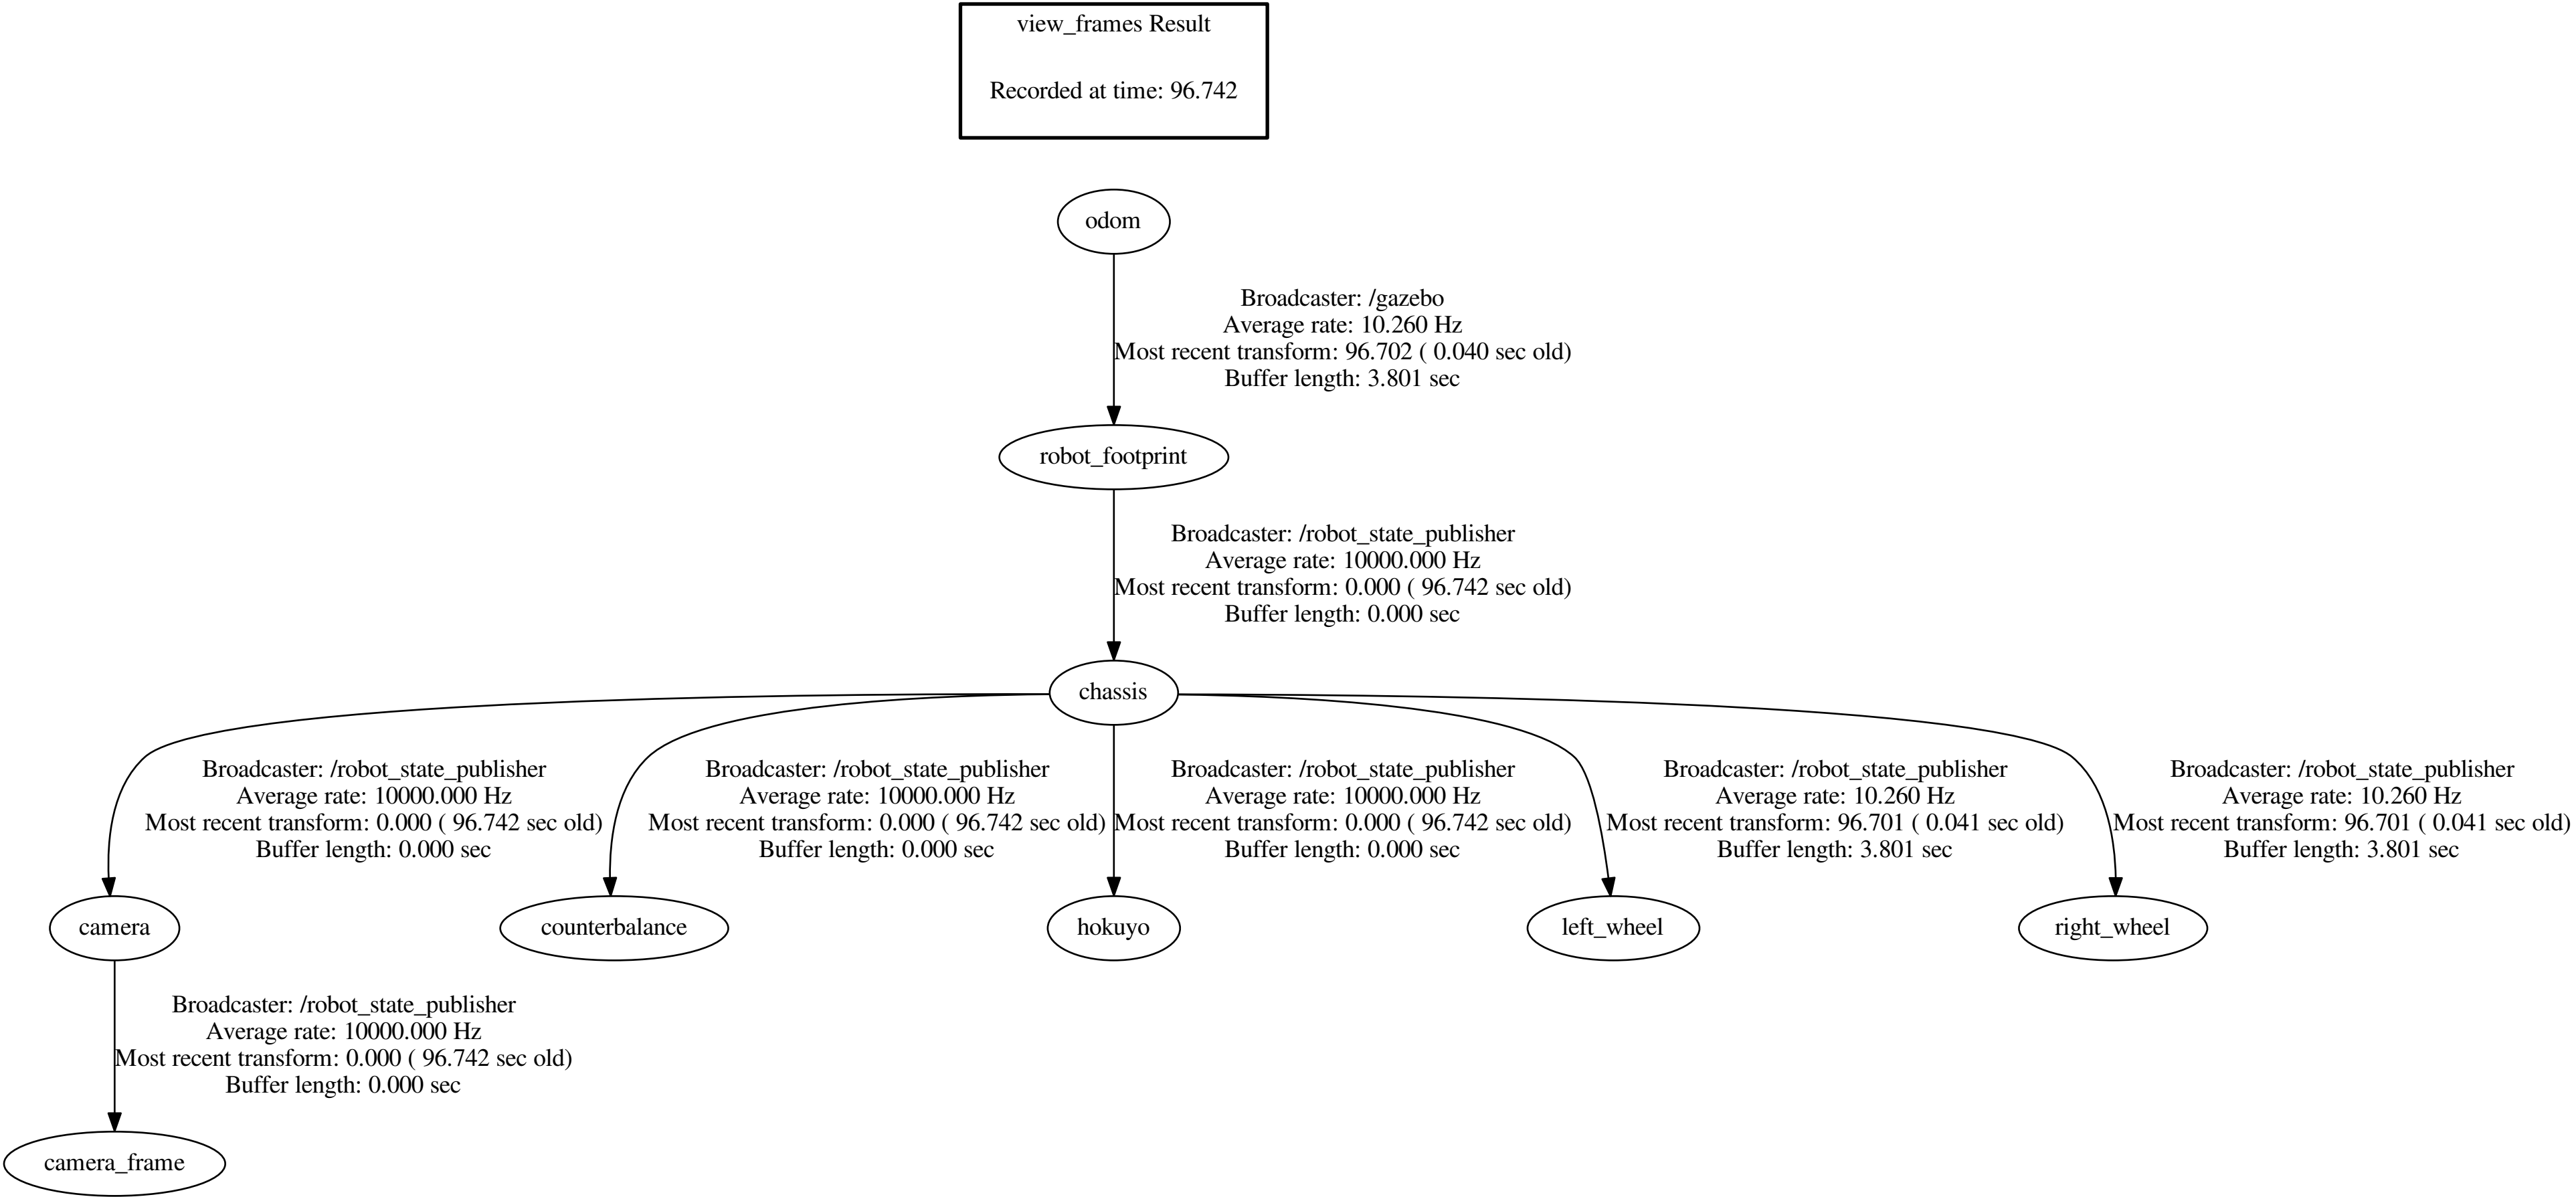 view_frames Result
Recorded at time: 96.742
odom
Broadcaster: /gazebo
Average rate: 10.260 Hz
Most recent transform: 96.702 ( 0.040 sec old)
Buffer length: 3.801 sec
robot_footprint
Broadcaster: /robot_state_publisher
Average rate: 10000.000 Hz
Most recent transform: 0.000 ( 96.742 sec old)
Buffer length: 0.000 sec
chassis
Broadcaster: /robot_state_publisher
Average rate: 10000.000 Hz
Most recent transform: 0.000 ( 96.742 sec old)
Buffer length: 0.000 sec
Broadcaster: /robot_state_publisher
Average rate: 10000.000 Hz
Most recent transform: 0.000 ( 96.742 sec old)
Buffer length: 0.000 sec
Broadcaster: /robot_state_publisher
Average rate: 10000.000 Hz
Most recent transform: 0.000 ( 96.742 sec old)
Buffer length: 0.000 sec
Broadcaster: /robot_state_publisher
Average rate: 10.260 Hz
Most recent transform: 96.701 ( 0.041 sec old)
Buffer length: 3.801 sec
Broadcaster: /robot_state_publisher
Average rate: 10.260 Hz
Most recent transform: 96.701 ( 0.041 sec old)
Buffer length: 3.801 sec
camera
counterbalance
hokuyo
left_wheel
right_wheel
Broadcaster: /robot_state_publisher
Average rate: 10000.000 Hz
Most recent transform: 0.000 ( 96.742 sec old)
Buffer length: 0.000 sec
camera_frame